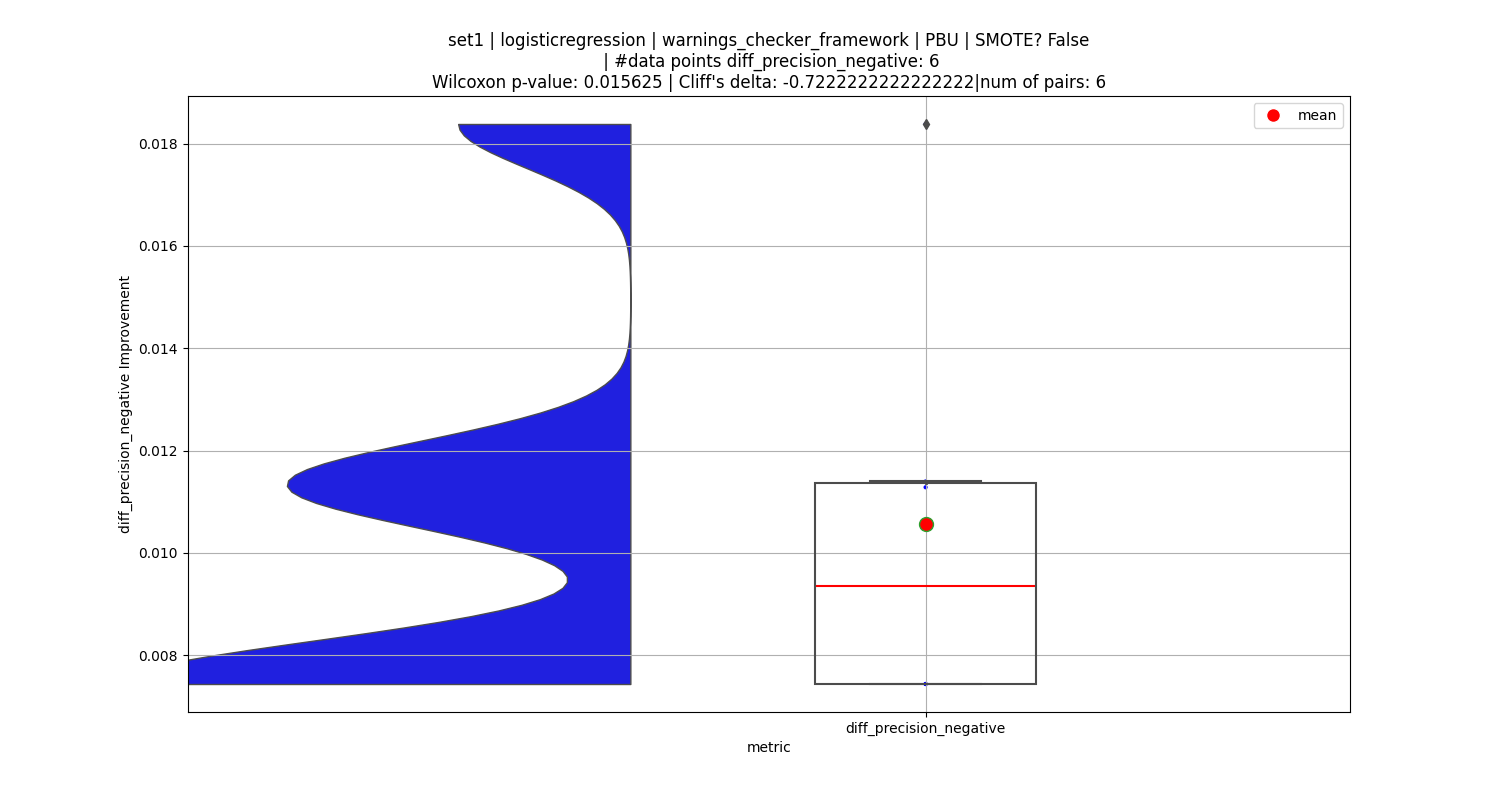 set1 | logisticregression | warnings_checker_framework | PBU | SMOTE? False
| #data points diff_precision_negative: 6
Wilcoxon p-value: 0.015625 | Cliff's delta: -0.7222222222222222|num of pairs: 6
mean
0.018
0.016
0.014
0.012
0.010
0.008
diff_precision_negative Improvement
diff_precision_negative
metric